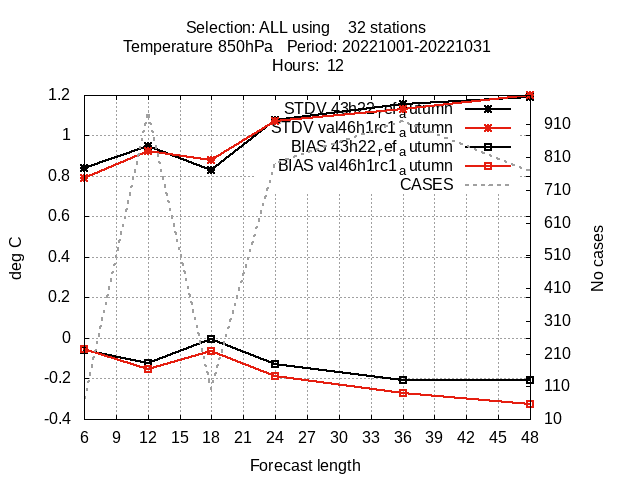 Selection: ALL using 32 stations
Temperature 850hPa Period: 20221001-20221031
Hours: 12
STDV 43h22_ref_autumn
STDV val46h1rc1_autumn
BIAS 43h22_ref_autumn
BIAS val46h1rc1_autumn
CASES
1.2
1
0.8
0.6
0.4
0.2
0
-0.2
-0.4
deg C
910
810
710
610
510
410
310
210
110
10
No cases
6 9 12 15 18 21 24 27 30 33 36 39 42 45 48
Forecast length